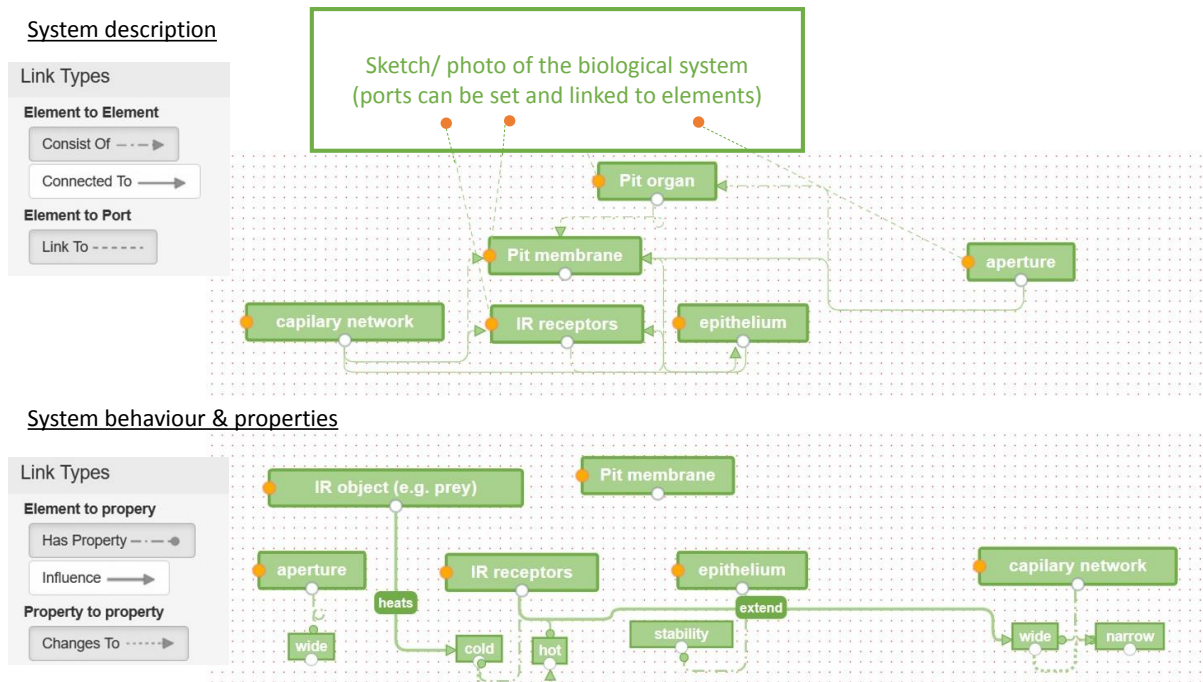 System description
Link Types
Element to Element
Consist Of
Connected To
Element to Port
Link To
Sketch/ photo of the biological system
(ports can be set and linked to elements)
Pit organ
Pit membrane
aperture
capilary network
IR receptors
epithelium
System behaviour & properties
Link Types
Element to propery
Has Property
Influence
Property to property
Changes To
IR object (e.g. prey)
Pit membrane
aperture
IR receptors
epithelium
capilary network
heats
extend
wide
cold
hot
stability
wide
narrow